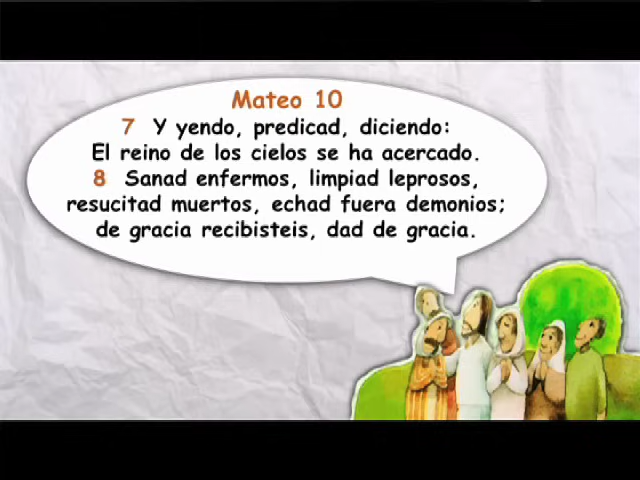 Mateo 10
7 Y yendo, predicad, diciendo:
El reino de los cielos se ha acercado.
8 Sanad enfermos, limpiad leprosos,
resucitad muertos, echad fuera demonios;
de gracia recibisteis, dad de gracia.